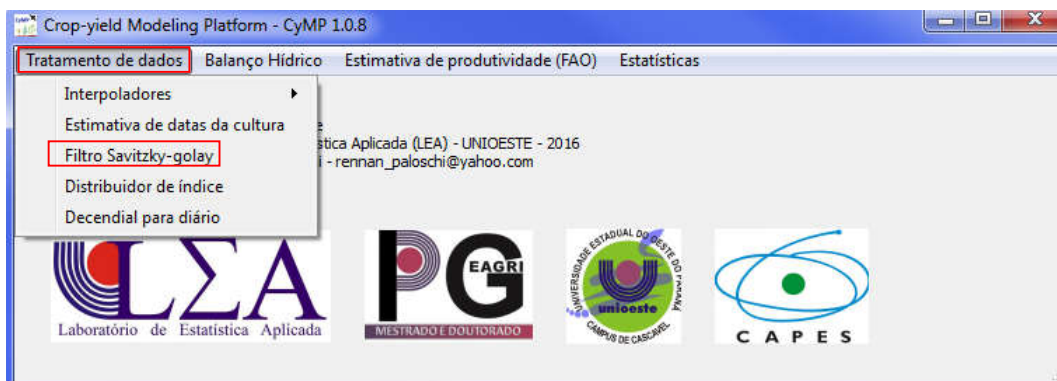 Crop-yield Modeling Platform - CyMP 1.0.8
Tratamento de dados Balanço Hídrico Estimativa de produtividade (FAO) Estatísticas
Interpoladores
Estimativa de datas da cultura
stica Aplicada (LEA) - UNIOESTE - 2016
Filtro Savitzky-golay
i - rennan_paloschi@yahoo.com
Distribuidor de índice
Decendial para diário
LΣA
Laboratório de Estatística Aplicada
PG
EAGRI
MESTRADO E DOUTORADO
UNIVERSIDADE ESTADUAL DO OESTE DO PARANÁ
unioeste
CAMPUS DE CASCAVEL
CAPES